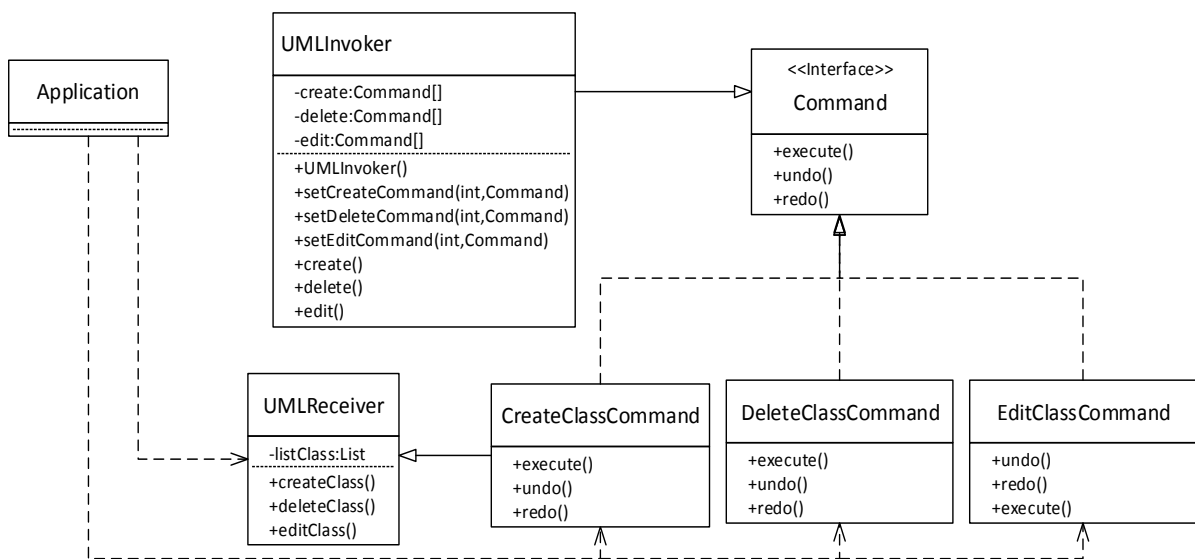 Application
UMLInvoker
-create:Command[]
-delete:Command[]
-edit:Command[]
+UMLInvoker()
+setCreateCommand(int,Command)
+setDeleteCommand(int,Command)
+setEditCommand(int,Command)
+create()
+delete()
+edit()
<<Interface>>
Command
+execute()
+undo()
+redo()
UMLReceiver
-listClass:List
+createClass()
+deleteClass()
+editClass()
CreateClassCommand
+execute()
+undo()
+redo()
DeleteClassCommand
+execute()
+undo()
+redo()
EditClassCommand
+undo()
+redo()
+execute()